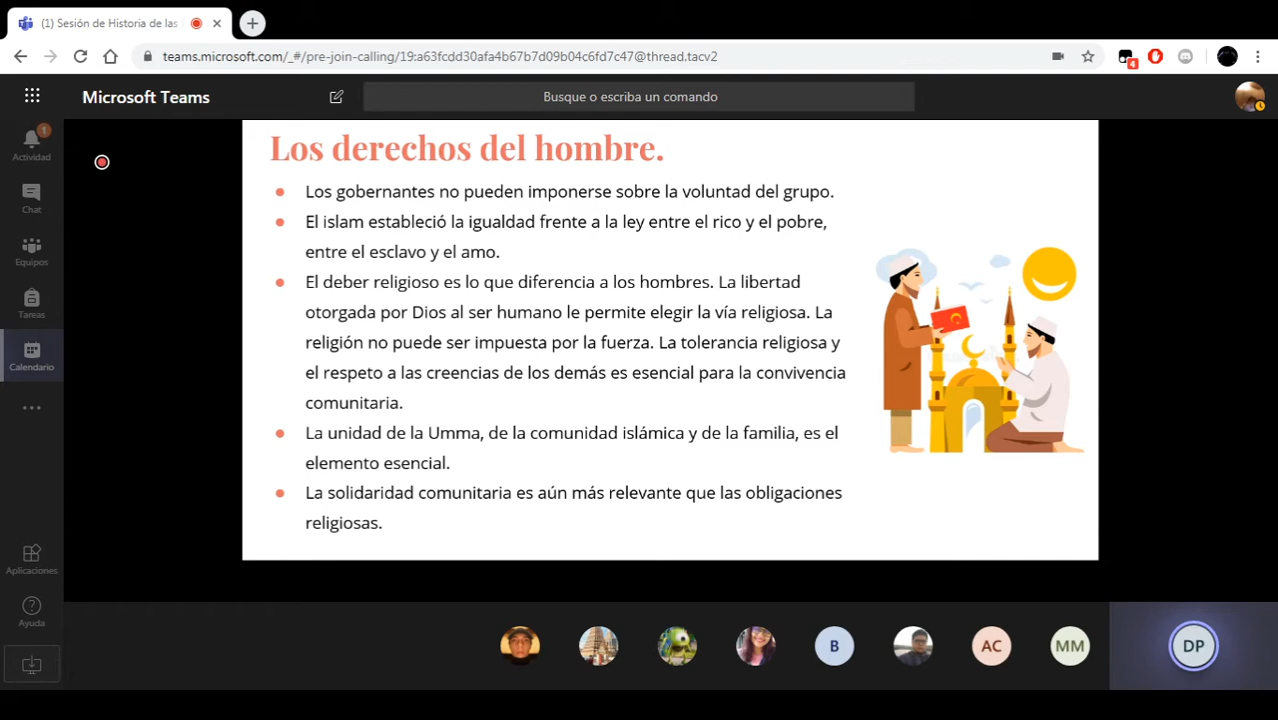 (1) Sesión de Historia de las
teams.microsoft.com/_#/pre-join-calling/19:a63fcdd30afa4b67b7d09b04c6fd7c47@thread.tacv2
4
Microsoft Teams
Busque o escriba un comando
1
Actividad
Chat
Equipos
Tareas
Calendario
Aplicaciones
Ayuda
Los derechos del hombre.
Los gobernantes no pueden imponerse sobre la voluntad del grupo.
El islam estableció la igualdad frente a la ley entre el rico y el pobre,
entre el esclavo y el amo.
El deber religioso es lo que diferencia a los hombres. La libertad
otorgada por Dios al ser humano le permite elegir la vía religiosa. La
religión no puede ser impuesta por la fuerza. La tolerancia religiosa y
el respeto a las creencias de los demás es esencial para la convivencia
comunitaria.
La unidad de la Umma, de la comunidad islámica y de la familia, es el
elemento esencial.
La solidaridad comunitaria es aún más relevante que las obligaciones
religiosas.
B
AC
MM
DP